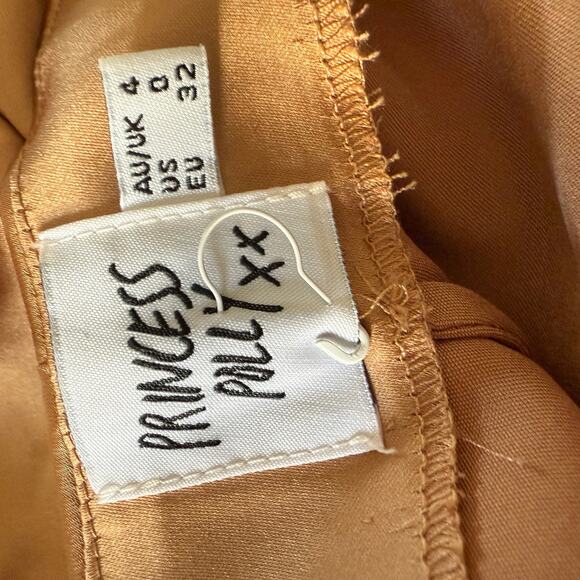 AU/UK 4
US 0
EU 32
PRINCESS
POLLY XX